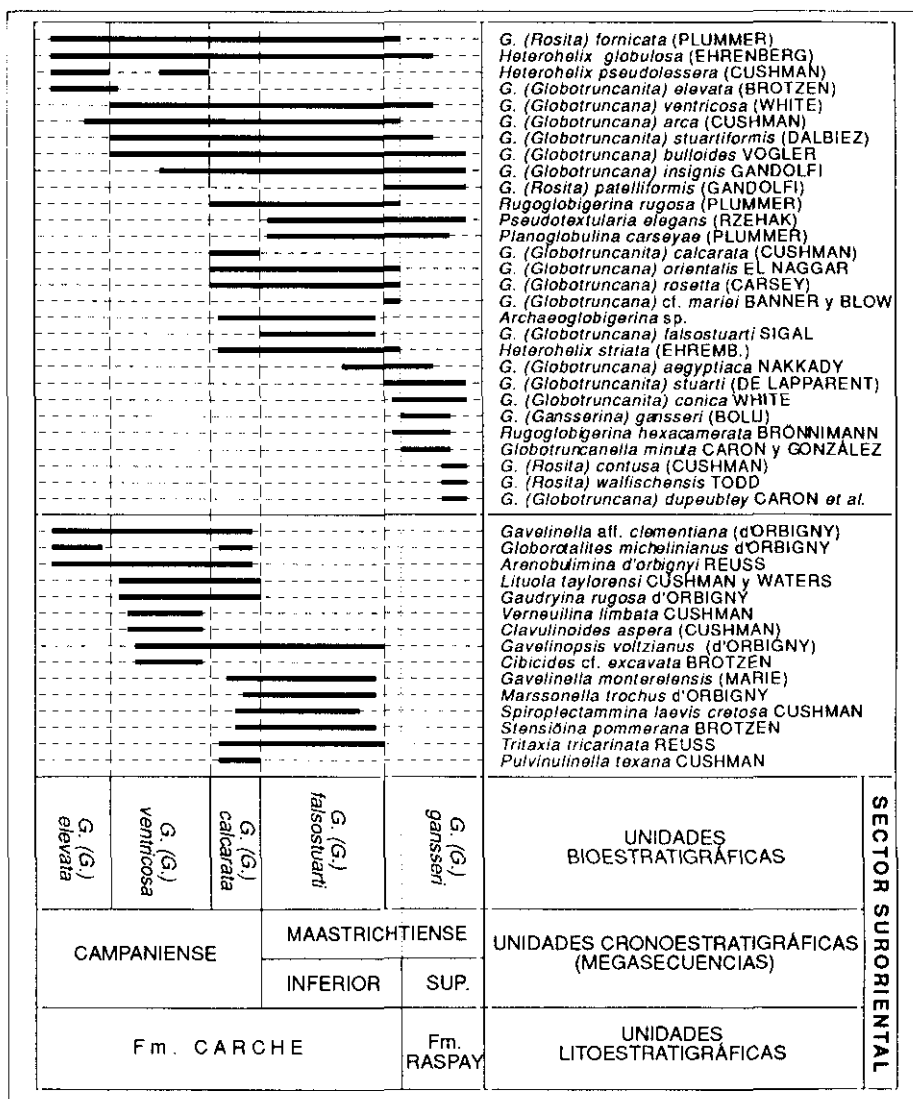 G. (Rosita) fornicata (PLUMMER)
Heterohelix globulosa (EHRENBERG)
Heterohelix pseudotessera (CUSHMAN)
G. (Globotruncanita) elevata (BROTZEN)
G. (Globotruncana) ventricosa (WHITE)
G. (Globotruncana) arca (CUSHMAN)
G. (Globotruncanita) stuartiformis (DALBIEZ)
G. (Globotruncana) bulloides VOGLER
G. (Globotruncana) insignis GANDOLFI
G. (Rosita) patelliformis (GANDOLFI)
Rugoglobigerina rugosa (PLUMMER)
Pseudotextularia elegans (RZEHAK)
Planoglobulina carseyae (PLUMMER)
G. (Globotruncanita) calcarata (CUSHMAN)
G. (Globotruncana) orientalis EL NAGGAR
G. (Globotruncana) rosetta (CARSEY)
G. (Globotruncana) cf. mariei BANNER y BLOW
Archaeoglobigerina sp.
G. (Globotruncana) falsostuarti SIGAL
Heterohelix striata (EHREMB.)
G. (Globotruncana) aegyptiaca NAKKADY
G. (Globotruncanita) stuarti (DE LAPPARENT)
G. (Globotruncanita) conica WHITE
G. (Gansserina) gansseri (BOLLI)
Rugoglobigerina hexacamerata BRÖNNIMANN
Globotruncanella minuta CARON y GONZÁLEZ
G. (Rosita) contusa (CUSHMAN)
G. (Rosita) walfischensis TODD
G. (Globotruncana) dupeubley CARON et al.
Gavelinella aff. clementiana (d'ORBIGNY)
Globorotalites michelinianus d'ORBIGNY
Arenobulimina d'orbignyi REUSS
Lituola taylorensi CUSHMAN y WATERS
Gaudryina rugosa d'ORBIGNY
Verneuilina limbata CUSHMAN
Clavulinoides aspera (CUSHMAN)
Gavelinopsis voltzianus (d'ORBIGNY)
Cibicides cf. excavata BROTZEN
Gavelinella monterelensis (MARIE)
Marssonella trochus d'ORBIGNY
Spiroplectammina laevis cretosa CUSHMAN
Stensiöina pommerana BROTZEN
Tritaxia tricarinata REUSS
Pulvinulinella texana CUSHMAN
G. (G.) elevata
G. (G.) ventricosa
G. (G.) calcarata
G. (G.) falsostuarti
G. (G.) gansseri
UNIDADES
BIOESTRATIGRÁFICAS
CAMPANIENSE
MAASTRICHTIENSE
INFERIOR
SUP.
UNIDADES CRONOESTRATIGRÁFICAS
(MEGASECUENCIAS)
Fm. CARCHE
Fm.
RASPAY
UNIDADES
LITOESTRATIGRÁFICAS
SECTOR SURORIENTAL